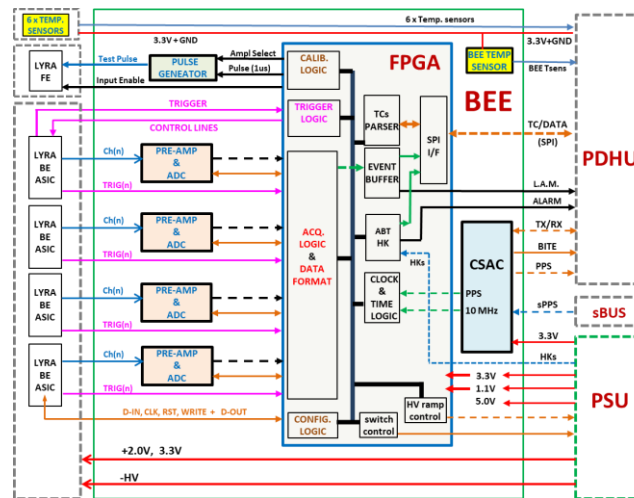 6 x TEMP.
SENSORS
6 x Temp. sensors
3.3V+GND
BEE TEMP
SENSOR
BEE Tsens
3.3V+GND
LYRA
FE
Test Pulse
Input Enable
PULSE
GENEATOR
Ampl Select
Pulse (1us)
CALIB.
LOGIC
FPGA
BEE
TRIGGER
CONTROL LINES
TRIGGER
LOGIC
TCs
PARSER
SPI
I/F
TC/DATA
(SPI)
PDHU
LYRA
BE
ASIC
Ch(n)
PRE-AMP
&
ADC
TRIG(n)
EVENT
BUFFER
L.A.M.
ALARM
LYRA
BE
ASIC
Ch(n)
PRE-AMP
&
ADC
TRIG(n)
ACQ.
LOGIC
&
DATA
FORMAT
ABT
HK
HKs
CSAC
TX/RX
BITE
PPS
LYRA
BE
ASIC
Ch(n)
PRE-AMP
&
ADC
TRIG(n)
CLOCK
& TIME
LOGIC
PPS
10 MHz
sPPS
sBUS
3.3V
HKs
LYRA
BE
ASIC
Ch(n)
PRE-AMP
&
ADC
TRIG(n)
3.3V
1.1V
5.0V
PSU
HV ramp
control
D-IN, CLK, RST, WRITE + D-OUT
CONFIG.
LOGIC
switch
control
+2.0V, 3.3V
-HV